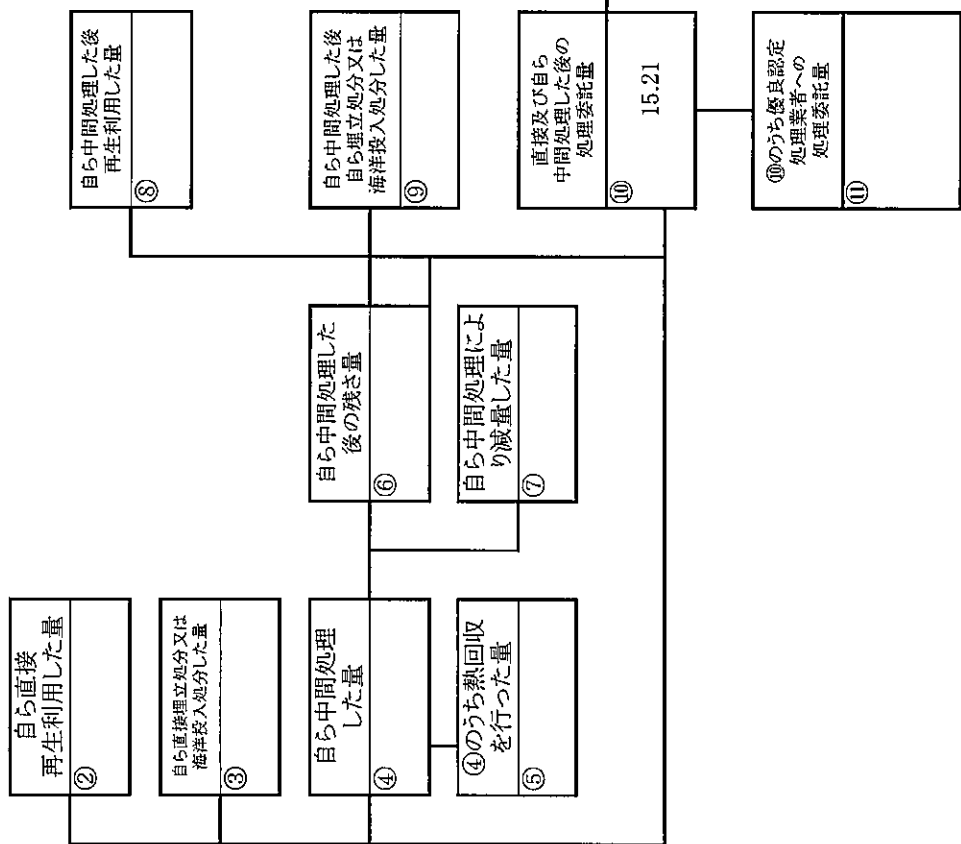 自ら直接
再生利用した量
②
自ら直接埋立処分又は
海洋投入処分した量
③
自ら中間処理
した量
④
④のうち熱回収
を行った量
⑤
自ら中間処理した
後の残さ量
⑥
自ら中間処理によ
り減量した量
⑦
自ら中間処理した後
再生利用した量
⑧
自ら中間処理した後
自ら埋立処分又は
海洋投入処分した量
⑨
直接及び自ら
中間処理した後の
処理委託量
⑩
15.21
⑩のうち優良認定
処理業者への
処理委託量
⑪